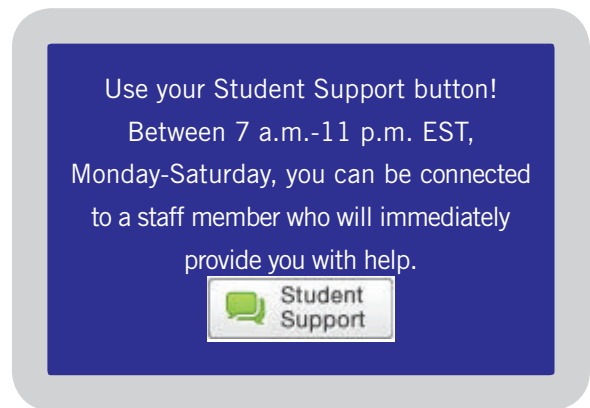 Use your Student Support button!
Between 7 a.m.-11 p.m. EST,
Monday-Saturday, you can be connected
to a staff member who will immediately
provide you with help.
Student
Support